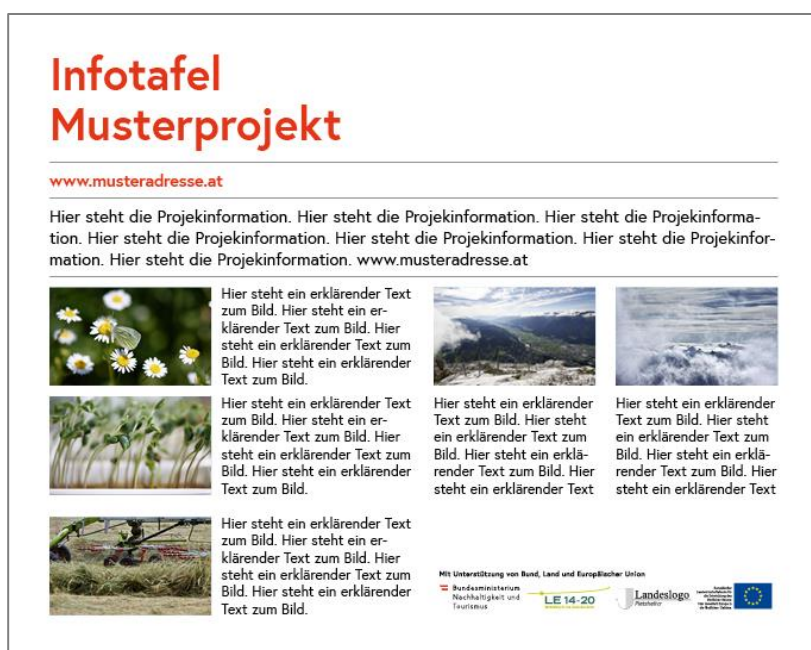 Infotafel
Musterprojekt
www.musteradresse.at
Hier steht die Projekinformation. Hier steht die Projekinformation. Hier steht die Projekinforma-
tion. Hier steht die Projekinformation. Hier steht die Projekinformation. Hier steht die Projekinfor-
mation. Hier steht die Projekinformation. www.musteradresse.at
Hier steht ein erklärender Text
zum Bild. Hier steht ein er-
klärender Text zum Bild. Hier
steht ein erklärender Text zum
Bild. Hier steht ein erklärender
Text zum Bild.
Hier steht ein erklärender Text
zum Bild. Hier steht ein er-
klärender Text zum Bild. Hier
steht ein erklärender Text zum
Bild. Hier steht ein erklärender
Text zum Bild.
Hier steht ein erklärender Text
zum Bild. Hier steht ein er-
klärender Text zum Bild. Hier
steht ein erklärender Text zum
Bild. Hier steht ein erklärender
Text zum Bild.
Hier steht ein erklärender
Text zum Bild. Hier steht
ein erklärender Text zum
Bild. Hier steht ein erklä-
render Text zum Bild. Hier
steht ein erklärender Text
Hier steht ein erklärender
Text zum Bild. Hier steht
ein erklärender Text zum
Bild. Hier steht ein erklä-
render Text zum Bild. Hier
steht ein erklärender Text
Mit Unterstützung von Bund, Land und Europäischer Union
Bundesministerium
Nachhaltigkeit und
Tourismus
LE 14-20
Landeslogo
Platzhalter